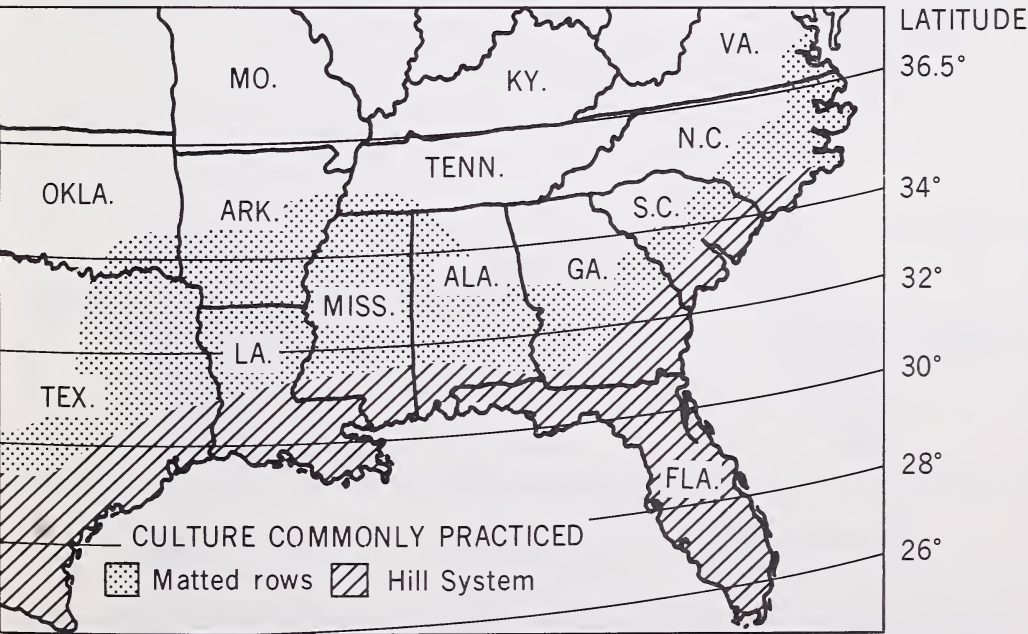 LATITUDE
VA.
36.5°
MO.
KY.
N.C.
TENN.
OKLA.
34°
ARK.
S.C.
ALA.
GA.
32°
MISS.
LA.
30°
TEX.
28°
FLA.
CULTURE COMMONLY PRACTICED
26°
Matted rows Hill System